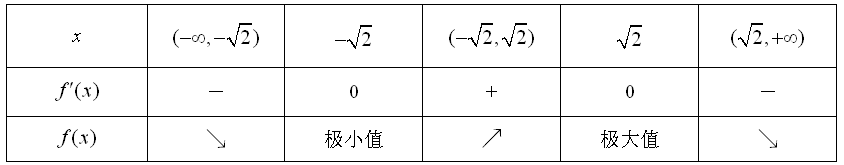 x (−∞,−√2) −√2 (−√2,√2) √2 (√2,+∞)
f′(x) − 0 + 0 −
f(x) ↘ 极小值 ↗ 极大值 ↘